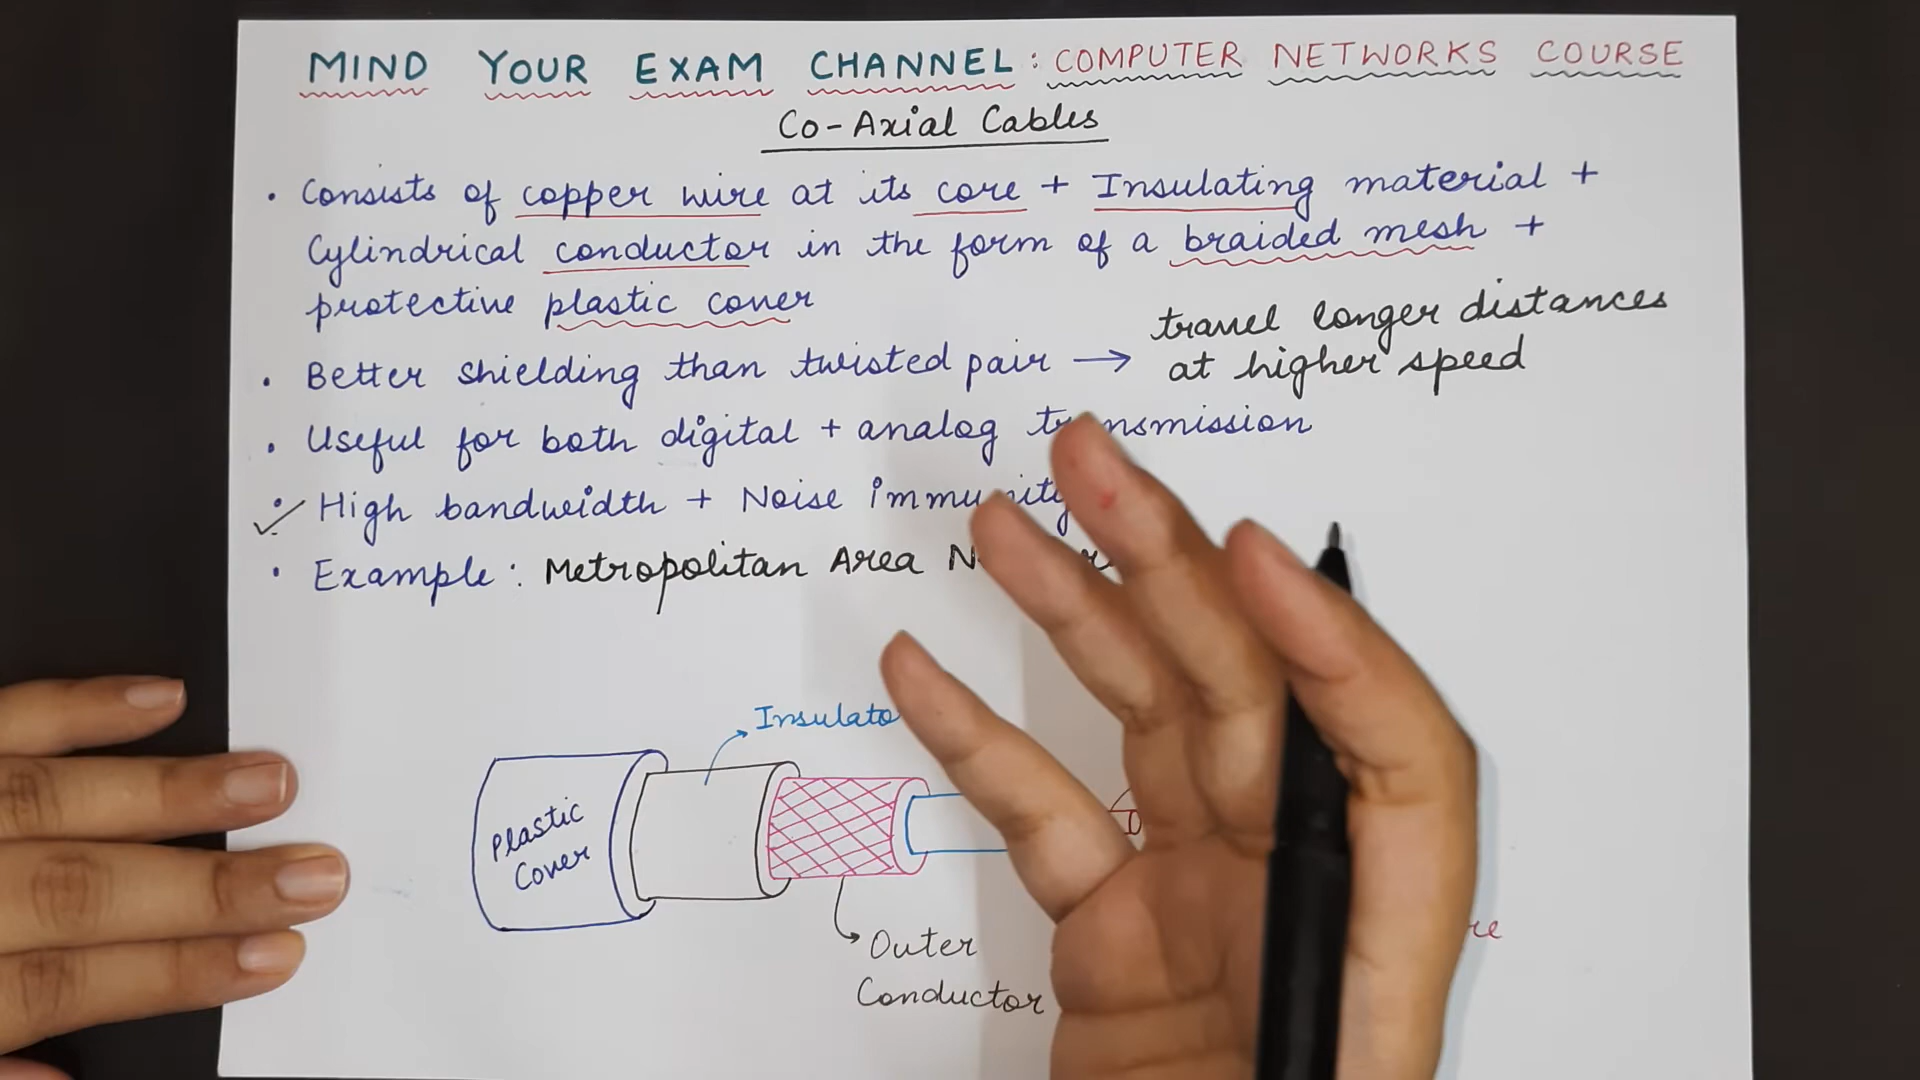 MIND YOUR EXAM CHANNEL : COMPUTER NETWORKS COURSE
Co-Axial Cables
• Consists of copper wire at its core + Insulating material +
Cylindrical conductor in the form of a braided mesh +
protective plastic cover
• Better shielding than twisted pair → travel longer distances
at higher speed
• Useful for both digital + analog transmission
• High bandwidth + Noise immunity
• Example: Metropolitan Area
Plastic
Cover
Outer
Conductor